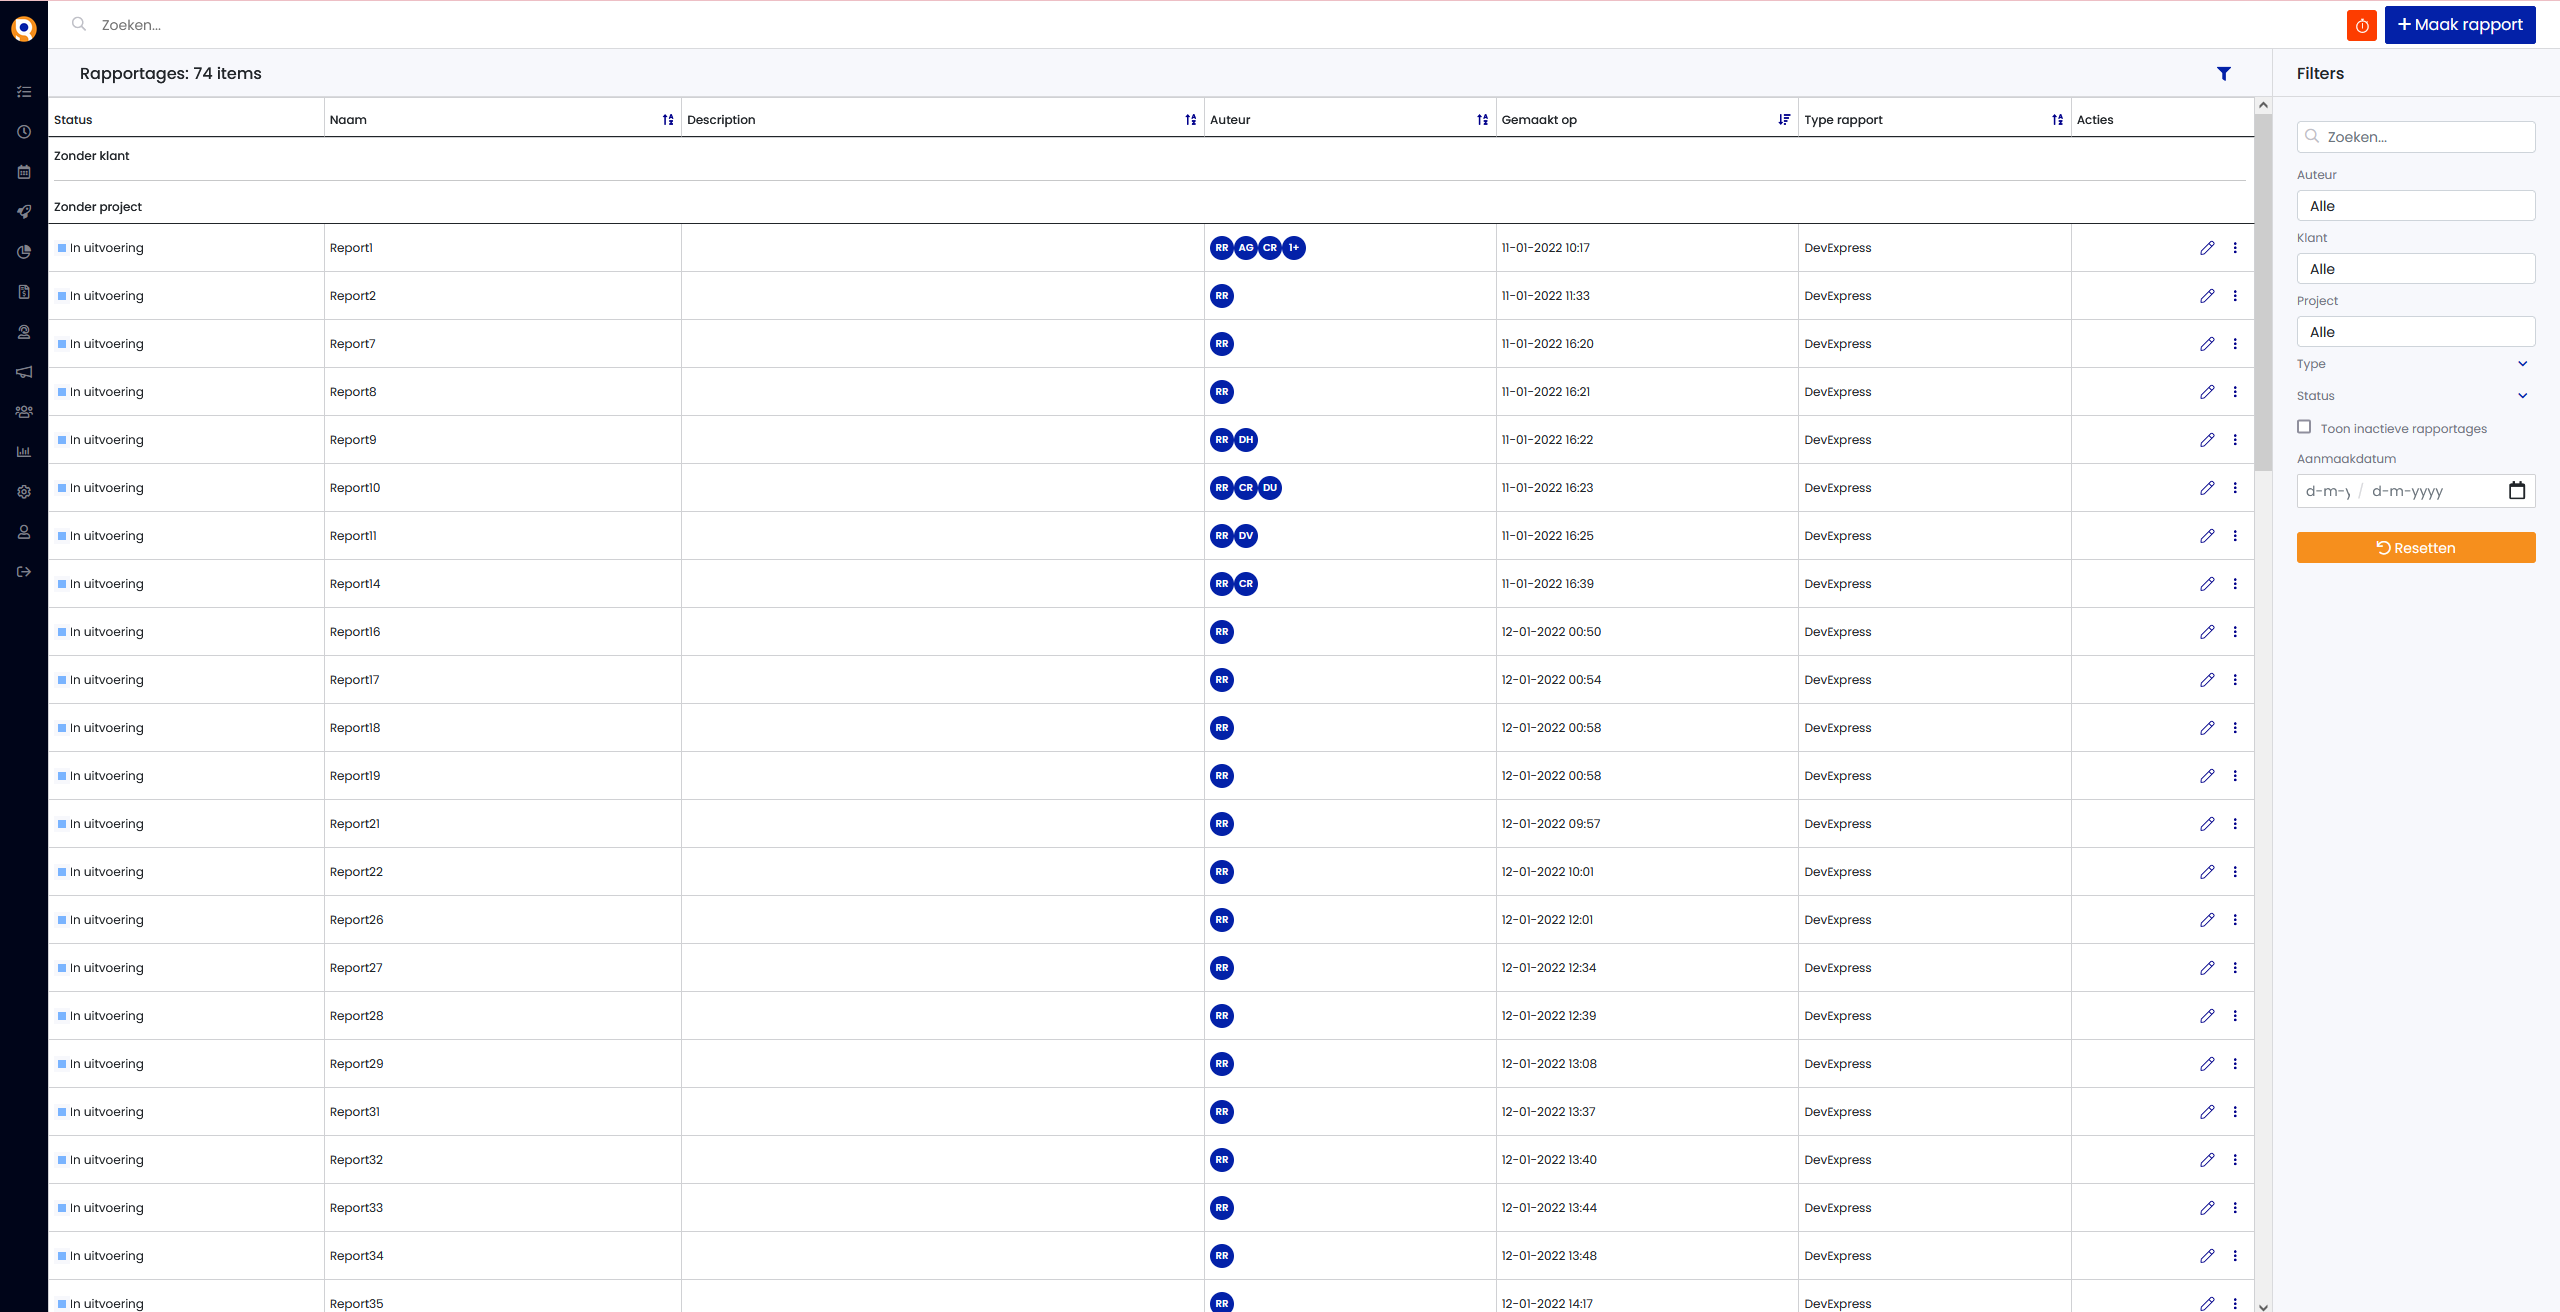 Zoeken...
+ Maak rapport
Rapportages: 74 items
Filters
Status Naam Description Auteur Gemaakt op Type rapport Acties
Zonder klant
Zonder project
In uitvoering Report1 RR AG CR 1+ 11-01-2022 10:17 DevExpress
In uitvoering Report2 RR 11-01-2022 11:33 DevExpress
In uitvoering Report7 RR 11-01-2022 16:20 DevExpress
In uitvoering Report8 RR 11-01-2022 16:21 DevExpress
In uitvoering Report9 RR DH 11-01-2022 16:22 DevExpress
In uitvoering Report10 RR CR DU 11-01-2022 16:23 DevExpress
In uitvoering Report11 RR DV 11-01-2022 16:25 DevExpress
In uitvoering Report14 RR CR 11-01-2022 16:39 DevExpress
In uitvoering Report16 RR 12-01-2022 00:50 DevExpress
In uitvoering Report17 RR 12-01-2022 00:54 DevExpress
In uitvoering Report18 RR 12-01-2022 00:58 DevExpress
In uitvoering Report19 RR 12-01-2022 00:58 DevExpress
In uitvoering Report21 RR 12-01-2022 09:57 DevExpress
In uitvoering Report22 RR 12-01-2022 10:01 DevExpress
In uitvoering Report26 RR 12-01-2022 12:01 DevExpress
In uitvoering Report27 RR 12-01-2022 12:34 DevExpress
In uitvoering Report28 RR 12-01-2022 12:39 DevExpress
In uitvoering Report29 RR 12-01-2022 13:08 DevExpress
In uitvoering Report31 RR 12-01-2022 13:37 DevExpress
In uitvoering Report32 RR 12-01-2022 13:40 DevExpress
In uitvoering Report33 RR 12-01-2022 13:44 DevExpress
In uitvoering Report34 RR 12-01-2022 13:48 DevExpress
In uitvoering Report35 RR 12-01-2022 14:17 DevExpress
Zoeken...
Auteur
Alle
Klant
Alle
Project
Alle
Type
Status
Toon inactieve rapportages
Aanmaakdatum
d-m-y / d-m-yyyy
Resetten